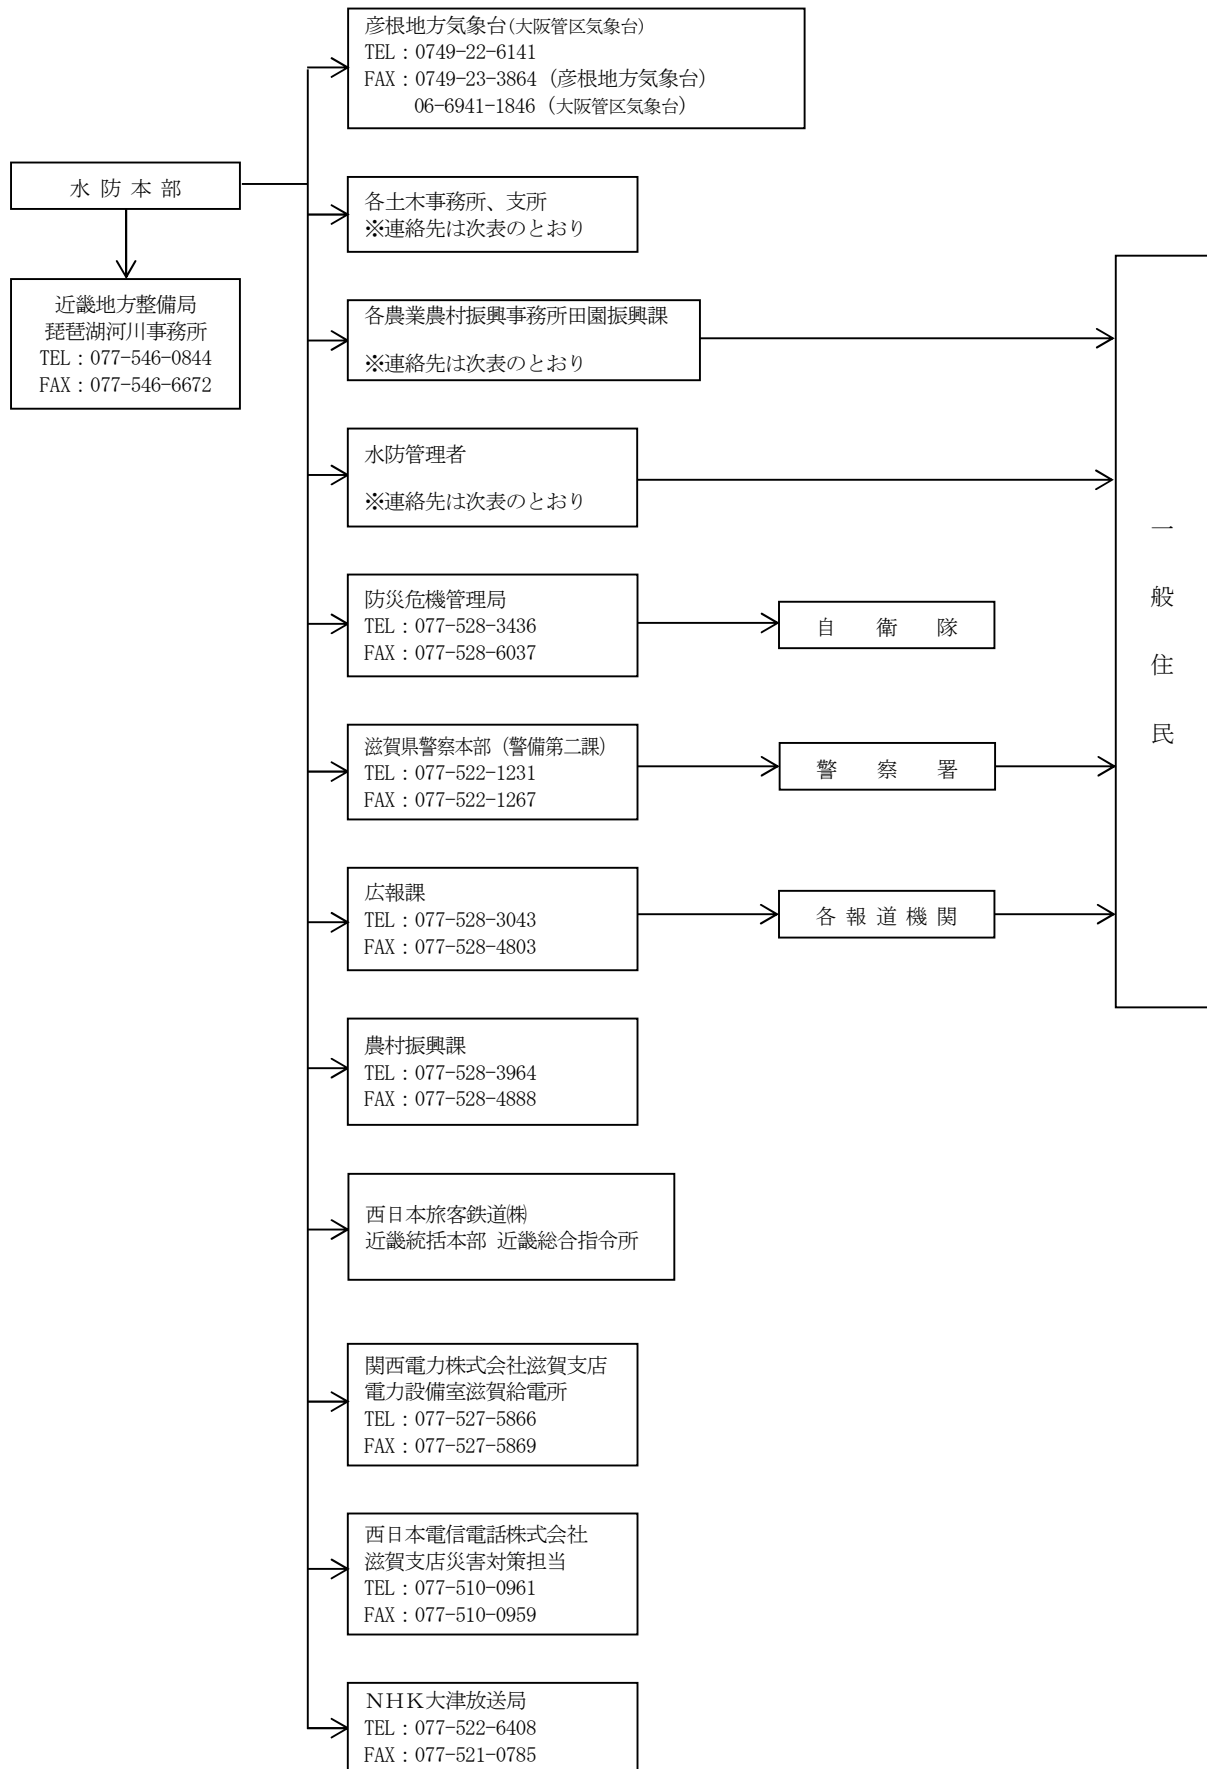 彦根地方気象台(大阪管区気象台)
TEL：0749-22-6141
FAX：0749-23-3864（彦根地方気象台）
06-6941-1846（大阪管区気象台）
水 防 本 部
近畿地方整備局
琵琶湖河川事務所
TEL：077-546-0844
FAX：077-546-6672
各土木事務所、支所
※連絡先は次表のとおり
各農業農村振興事務所田園振興課
※連絡先は次表のとおり
水防管理者
※連絡先は次表のとおり
防災危機管理局
TEL：077-528-3436
FAX：077-528-6037
自　衛　隊
滋賀県警察本部（警備第二課）
TEL：077-522-1231
FAX：077-522-1267
警　察　署
広報課
TEL：077-528-3043
FAX：077-528-4803
各 報 道 機 関
一
般
住
民
農村振興課
TEL：077-528-3964
FAX：077-528-4888
西日本旅客鉄道㈱
近畿統括本部 近畿総合指令所
関西電力株式会社滋賀支店
電力設備室滋賀給電所
TEL：077-527-5866
FAX：077-527-5869
西日本電信電話株式会社
滋賀支店災害対策担当
TEL：077-510-0961
FAX：077-510-0959
ＮＨＫ大津放送局
TEL：077-522-6408
FAX：077-521-0785